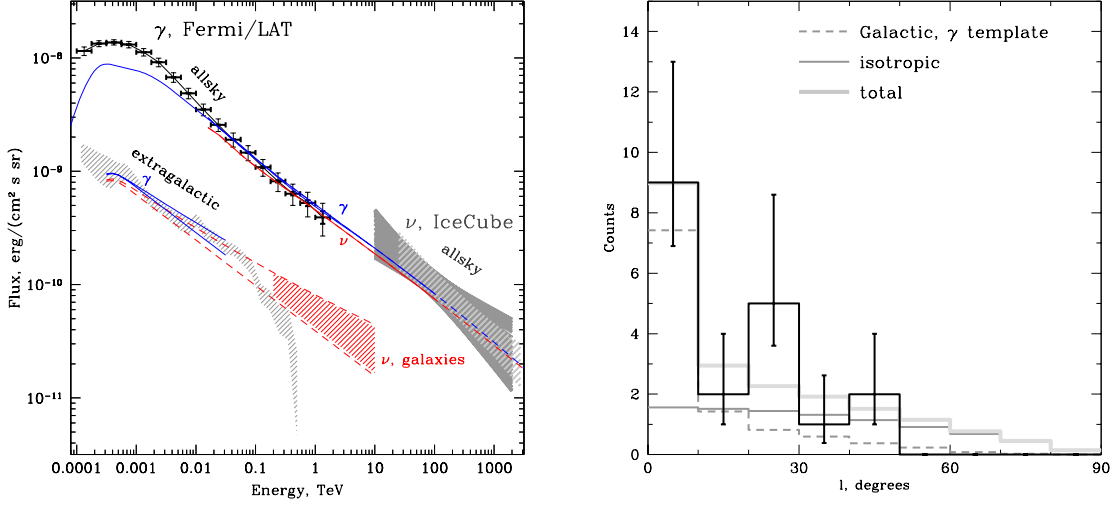 γ, Fermi/LAT
allsky
extragalactic
γ
γ
ν
ν, IceCube
allsky
ν, galaxies
10⁻⁸
10⁻⁹
10⁻¹⁰
10⁻¹¹
Flux, erg/(cm² s sr)
0.0001 0.001 0.01 0.1 1 10 100 1000
Energy, TeV
Galactic, γ template
isotropic
total
14
12
10
8
6
4
2
0
Counts
0 30 60 90
l, degrees